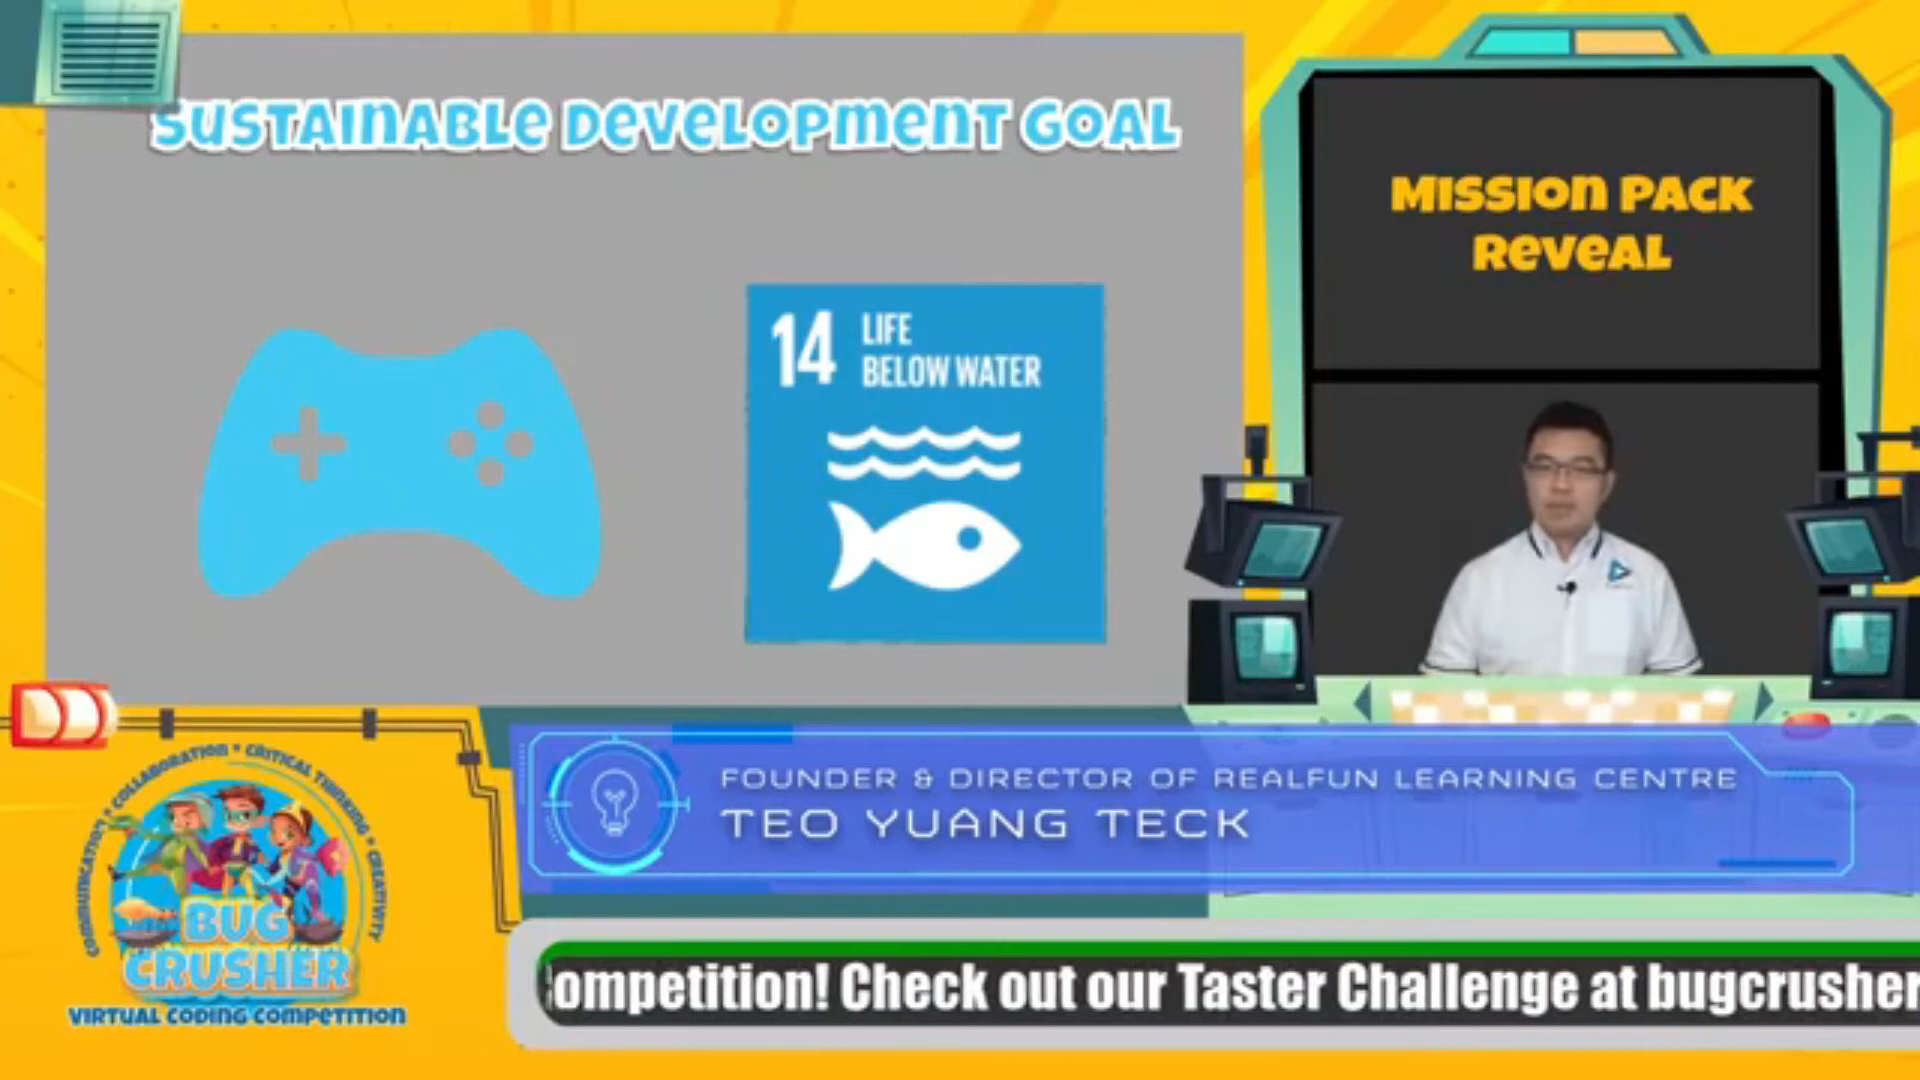 SUSTAINABLE DEVELOPMENT GOAL
MISSION PACK
REVEAL
14 LIFE
BELOW WATER
FOUNDER & DIRECTOR OF REALFUN LEARNING CENTRE
TEO YUANG TECK
COMMUNICATION * COLLABORATION * CRITICAL THINKING * CREATIVITY
BUG
CRUSHER
VIRTUAL CODING COMPETITION
ompetition! Check out our Taster Challenge at bugcrusher